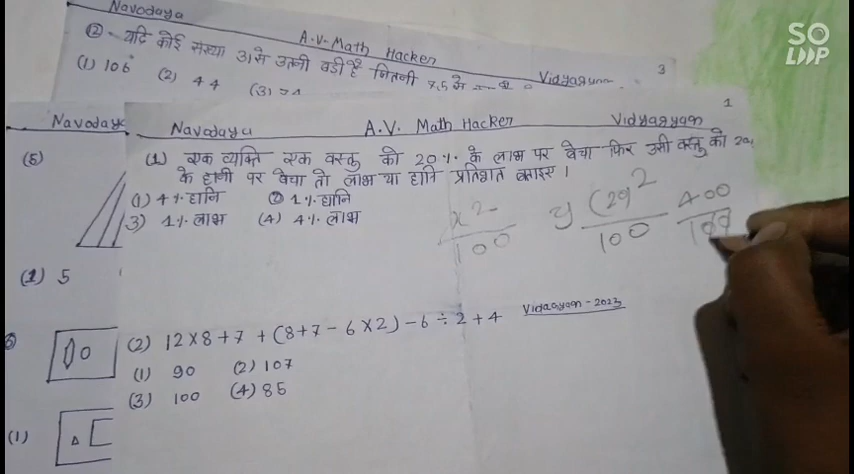 SO LOOP
Navodaya
A.V. Math Hacker
3
② यदि कोई संख्या 31 से उतनी बड़ी है जितनी 75 से
(1) 106 (2) 44 (3)
Navodaya
(5)
(1) 5
(1)
1
Navodaya A.V. Math Hacker Vidyagyan
(1) एक व्यक्ति एक वस्तु को 20% के लाभ पर बेचा फिर उसी वस्तु को 20%
के हानी पर बेचा तो लाभ या हानि प्रतिशत बताइए।
(1) 4% हानि ② 1% हानि
3) 1% लाभ (4) 4% लाभ
x²
100
(20)²
100
400
100
(2) 12×8+7 + (8+7-6×2)-6÷2+4 Vidyagyan-2023
(1) 90 (2) 107
(3) 100 (4) 85